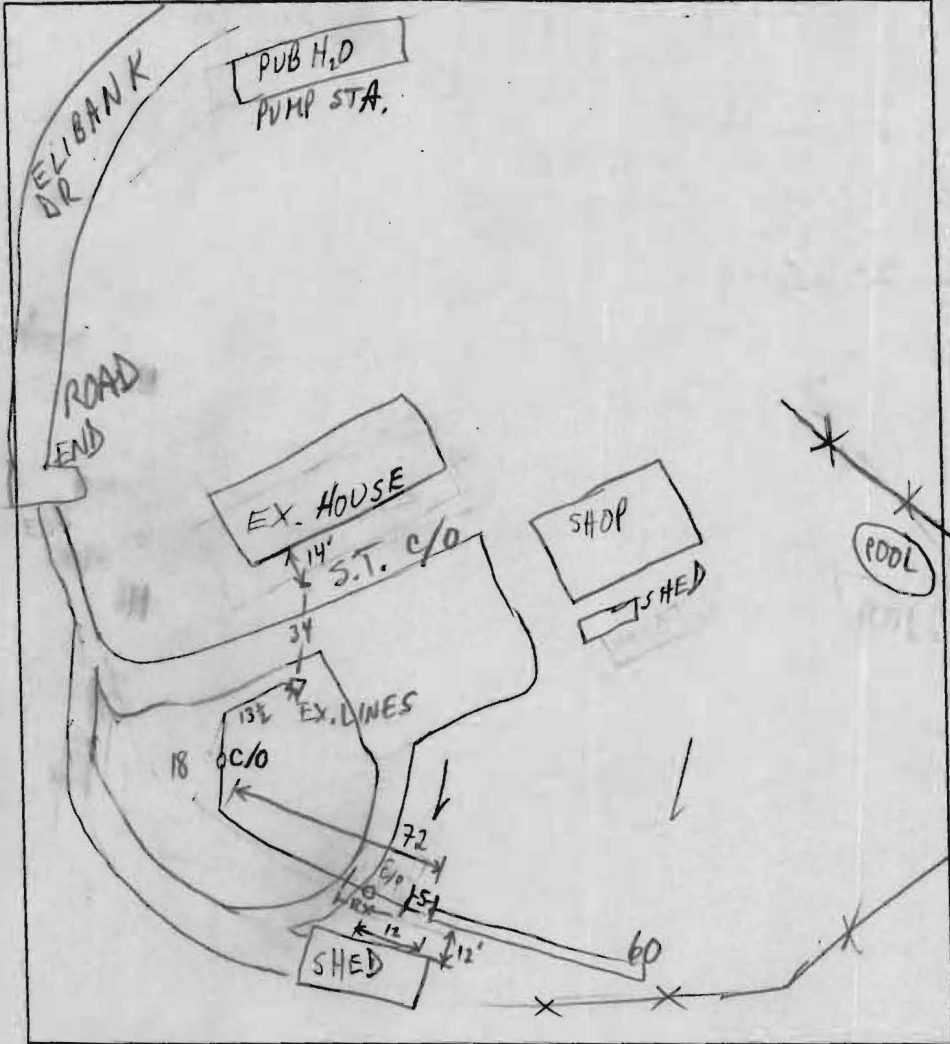 PUB H₂O
PUMP STA.
ELIBANK
DR
ROAD
END
EX. HOUSE
14'
S.T. C/O
SHOP
SHED
POOL
34
13½
EX. LINES
18
C/O
72
C/O
5
12
12'
60
SHED